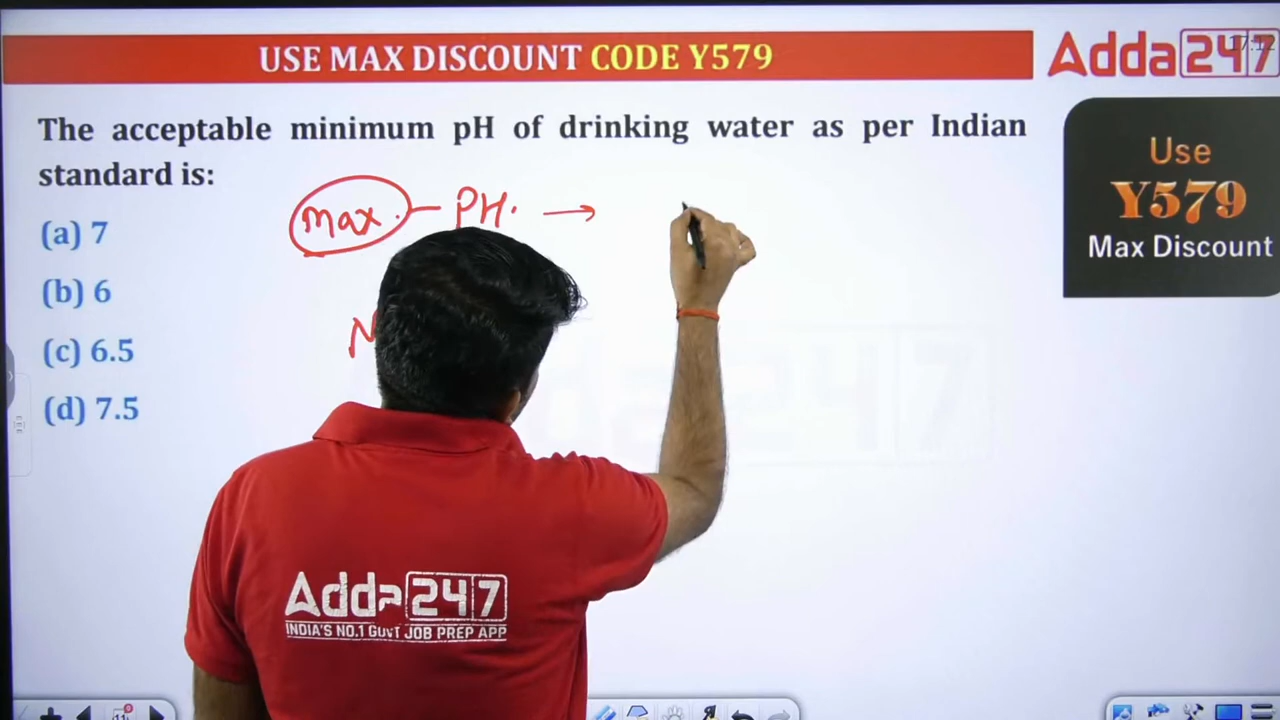 USE MAX DISCOUNT CODE Y579
Adda247
17:12
The acceptable minimum pH of drinking water as per Indian
standard is:
Use
Y579
Max Discount
max. – PH. →
(a) 7
(b) 6
(c) 6.5
(d) 7.5
Adda247
INDIA'S NO.1 GOVT JOB PREP APP